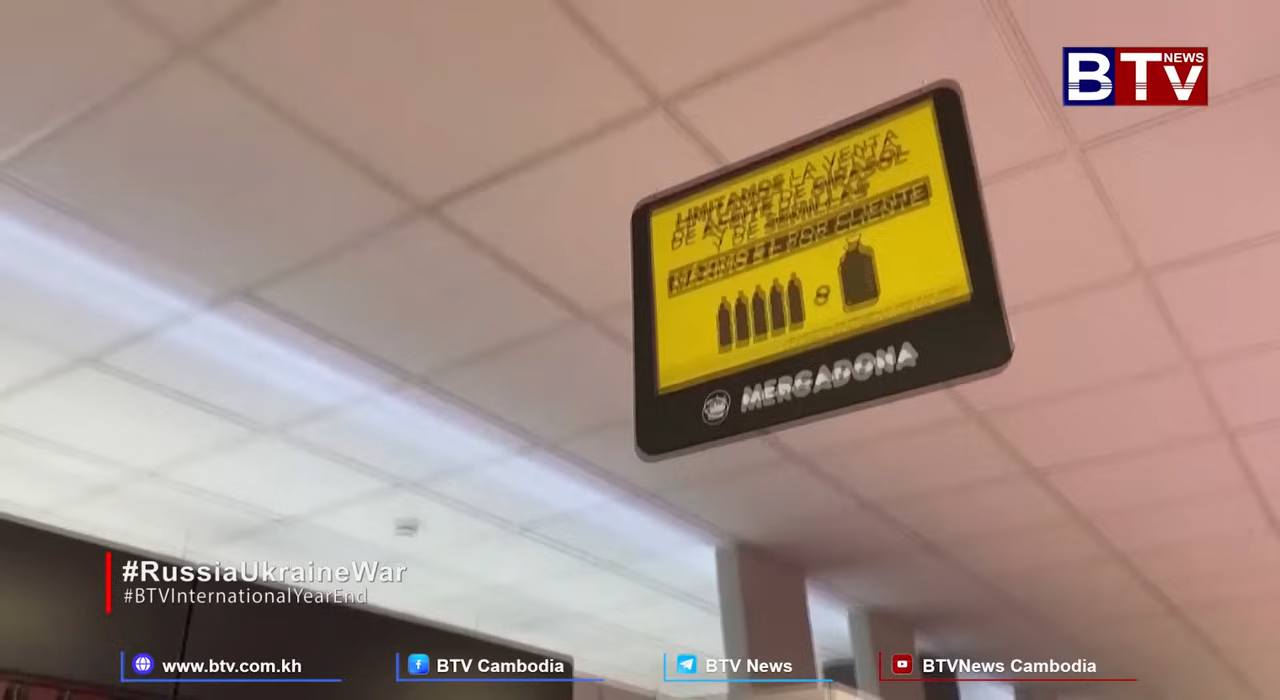 BTV NEWS
LIMITAMOS LA VENTA
DE ACEITE DE GIRASOL
Y DE SEMILLAS
MÁXIMO 5 L POR CLIENTE
MERCADONA
#RussiaUkraineWar
#BTVInternationalYearEnd
www.btv.com.kh
BTV Cambodia
BTV News
BTVNews Cambodia